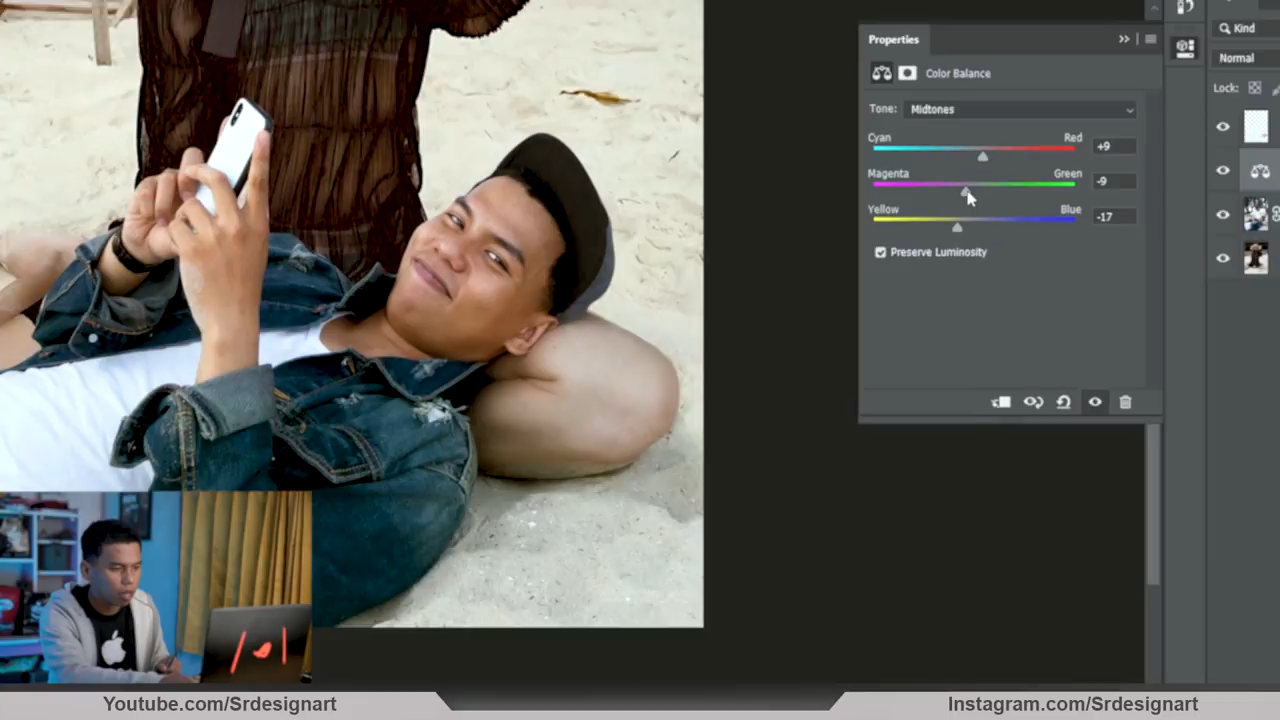 Properties
Color Balance
Tone: Midtones
Cyan Red +9
Magenta Green -9
Yellow Blue -17
Preserve Luminosity
Kind
Normal
Lock:
Youtube.com/Srdesignart
Instagram.com/Srdesignart